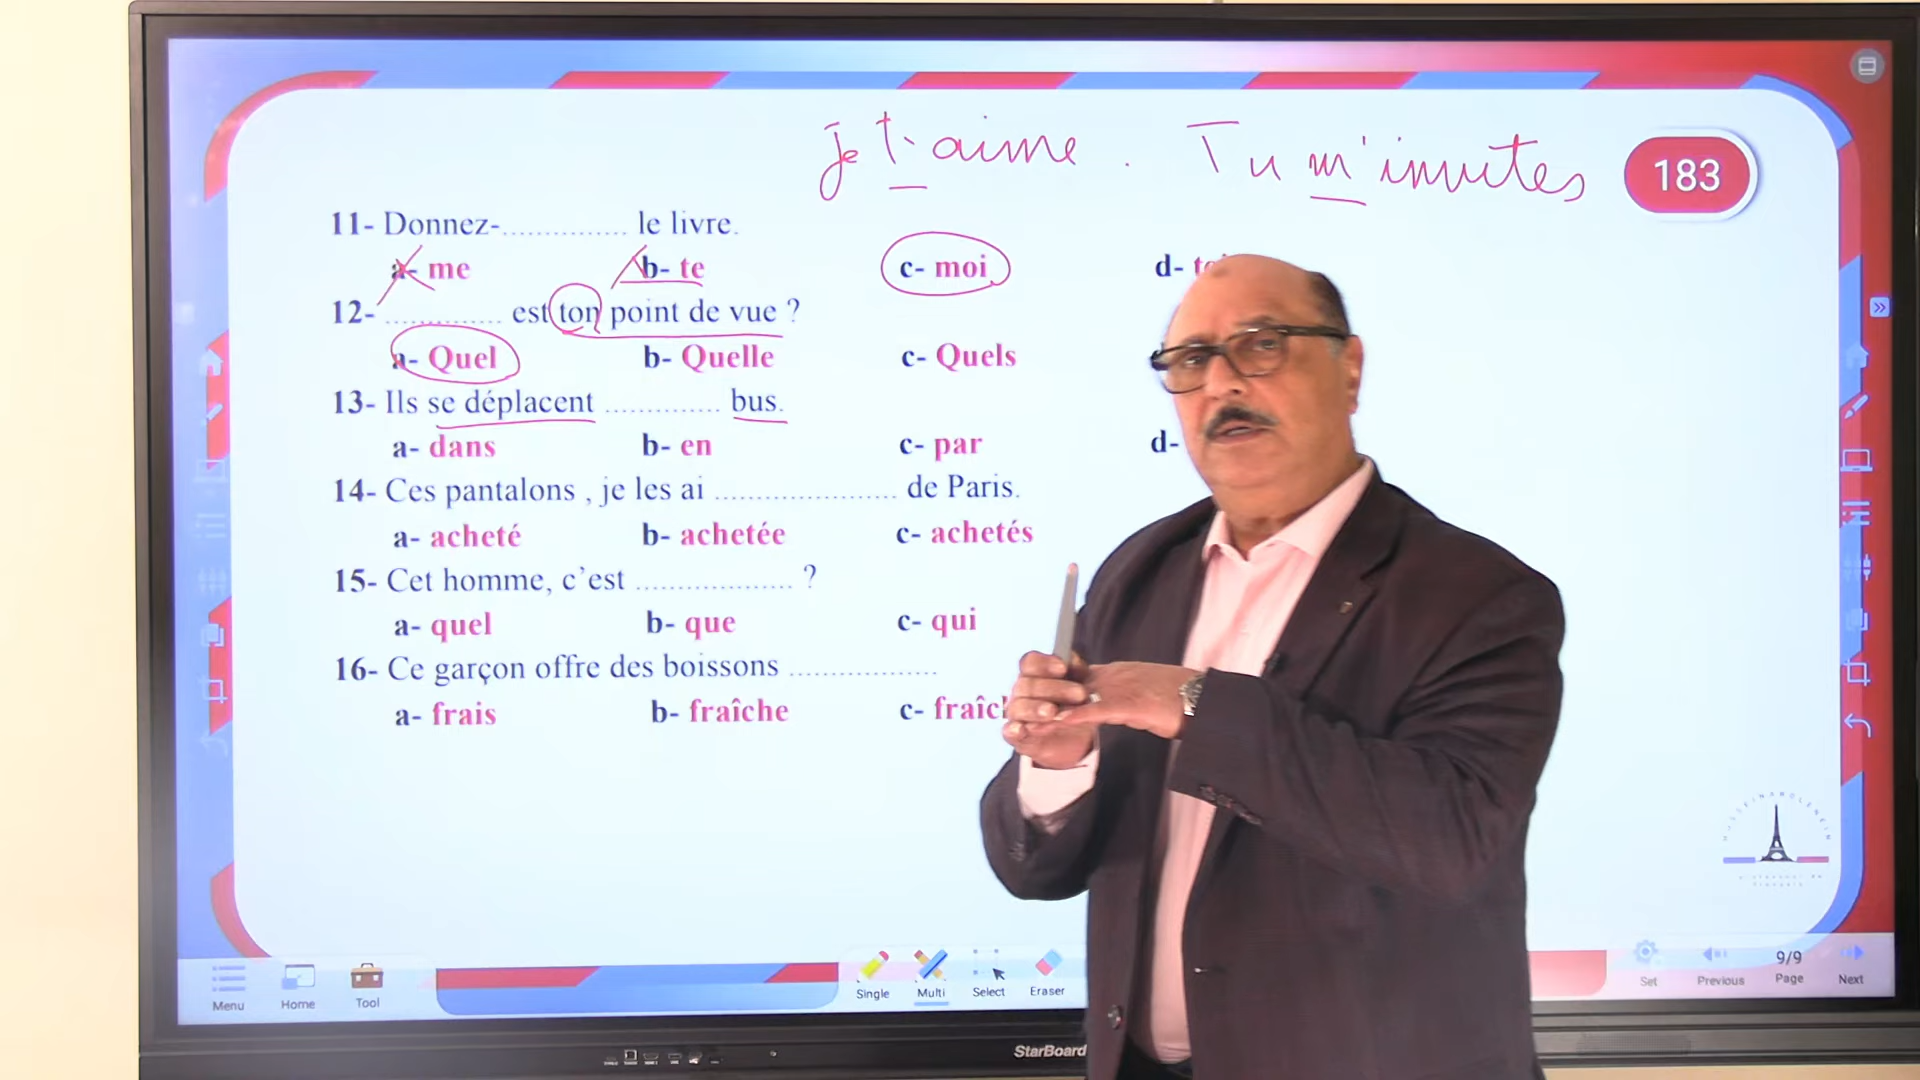 je t'aime . Tu m'invites
183
11- Donnez-............... le livre.
a- me b- te c- moi d-
12- ............... est ton point de vue ?
a- Quel b- Quelle c- Quels
13- Ils se déplacent ............... bus.
a- dans b- en c- par d-
14- Ces pantalons , je les ai ...................... de Paris.
a- acheté b- achetée c- achetés
15- Cet homme, c’est ................... ?
a- quel b- que c- qui
16- Ce garçon offre des boissons ..................
a- frais b- fraîche c-
Menu Home Tool Single Multi Select Eraser Set Previous 9/9 Page Next
StarBoard